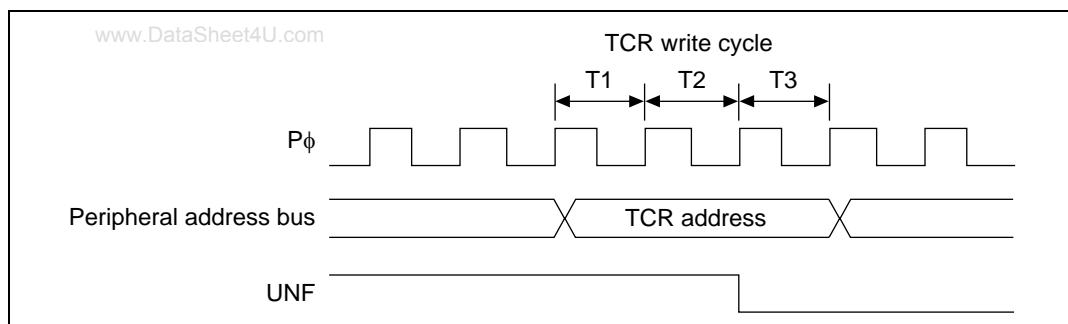 www.DataSheet4U.com
TCR write cycle
T1 T2 T3
Pϕ
Peripheral address bus
TCR address
UNF